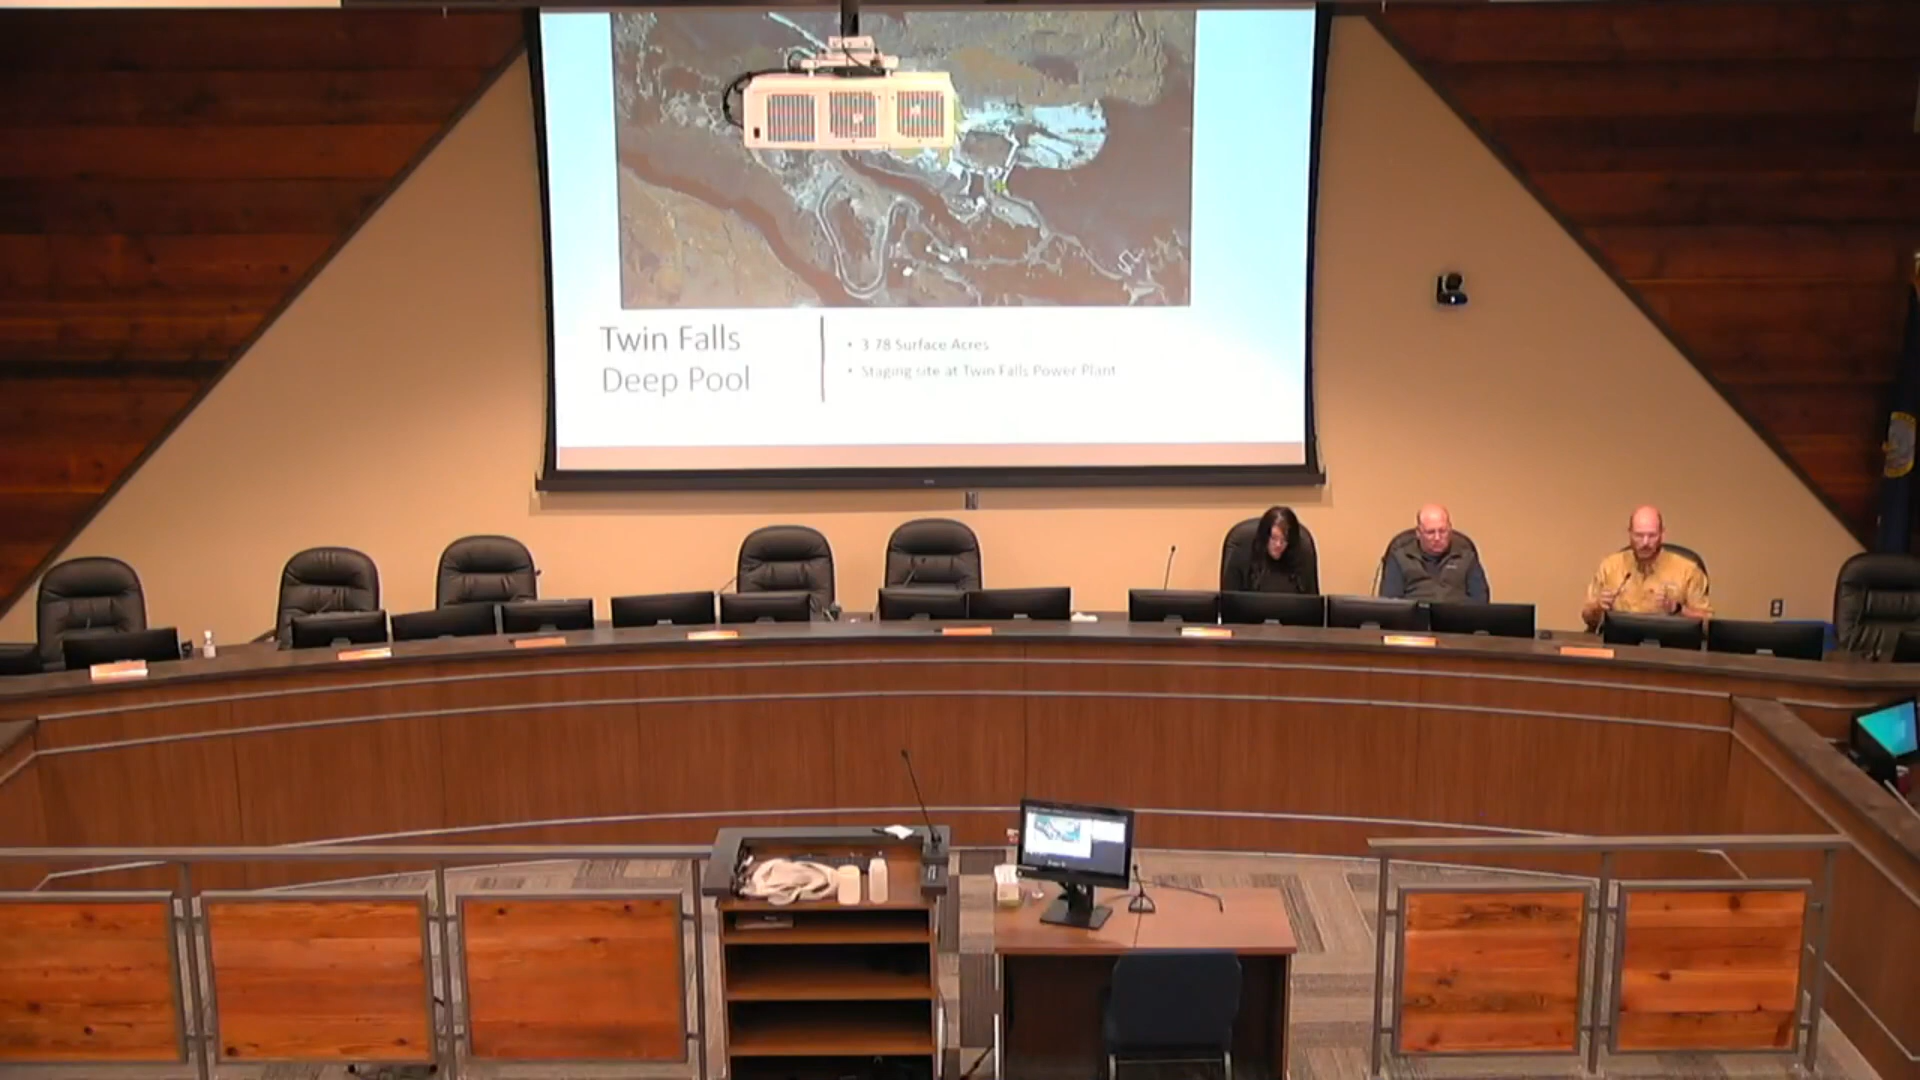 Twin Falls
Deep Pool
• 3.78 Surface Acres
• Staging site at Twin Falls Power Plant